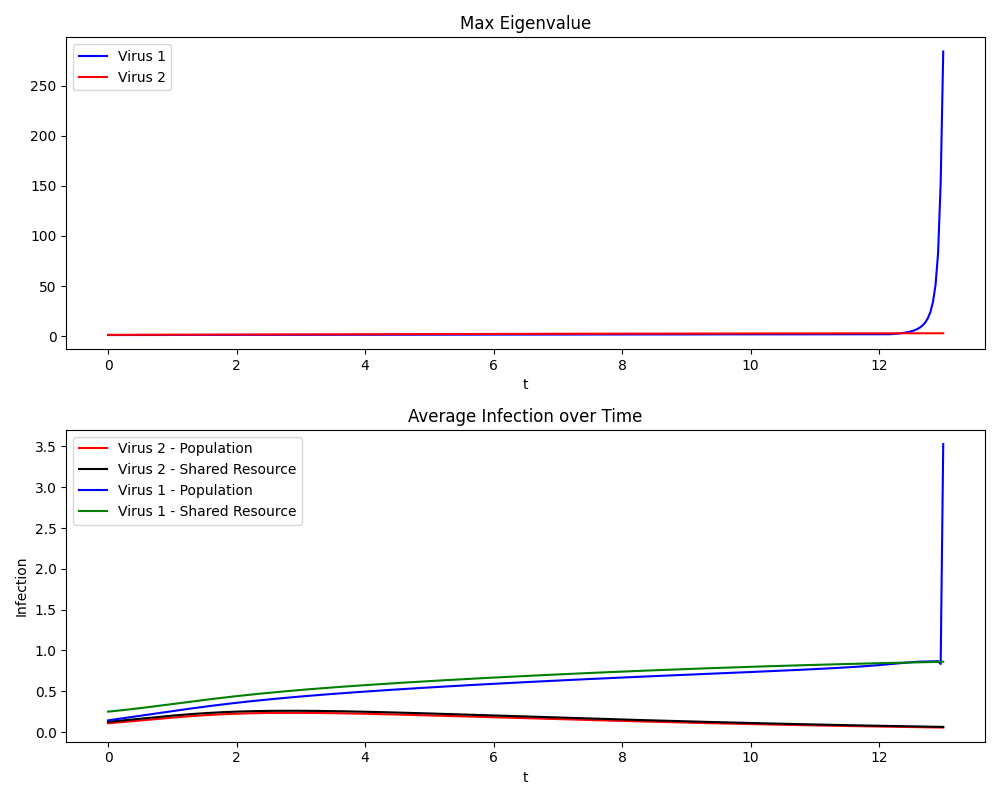 Max Eigenvalue
Virus 1
Virus 2
250
200
150
100
50
0
0 2 4 6 8 10 12
t
Average Infection over Time
Virus 2 - Population
Virus 2 - Shared Resource
Virus 1 - Population
Virus 1 - Shared Resource
Infection
3.5
3.0
2.5
2.0
1.5
1.0
0.5
0.0
0 2 4 6 8 10 12
t